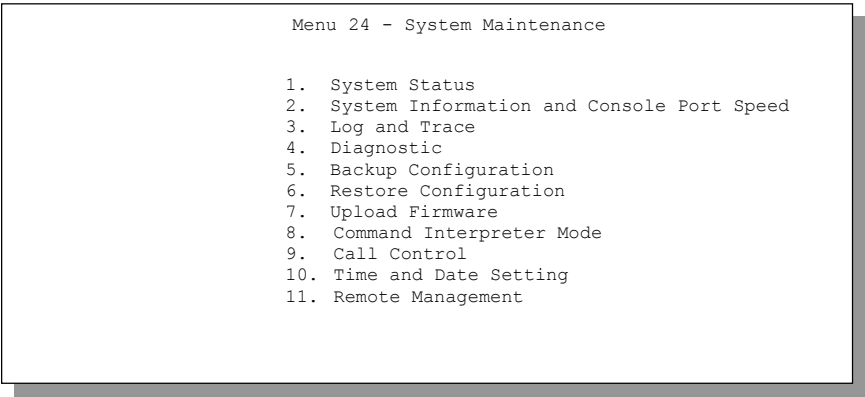 Menu 24 - System Maintenance
1. System Status
2. System Information and Console Port Speed
3. Log and Trace
4. Diagnostic
5. Backup Configuration
6. Restore Configuration
7. Upload Firmware
8. Command Interpreter Mode
9. Call Control
10. Time and Date Setting
11. Remote Management